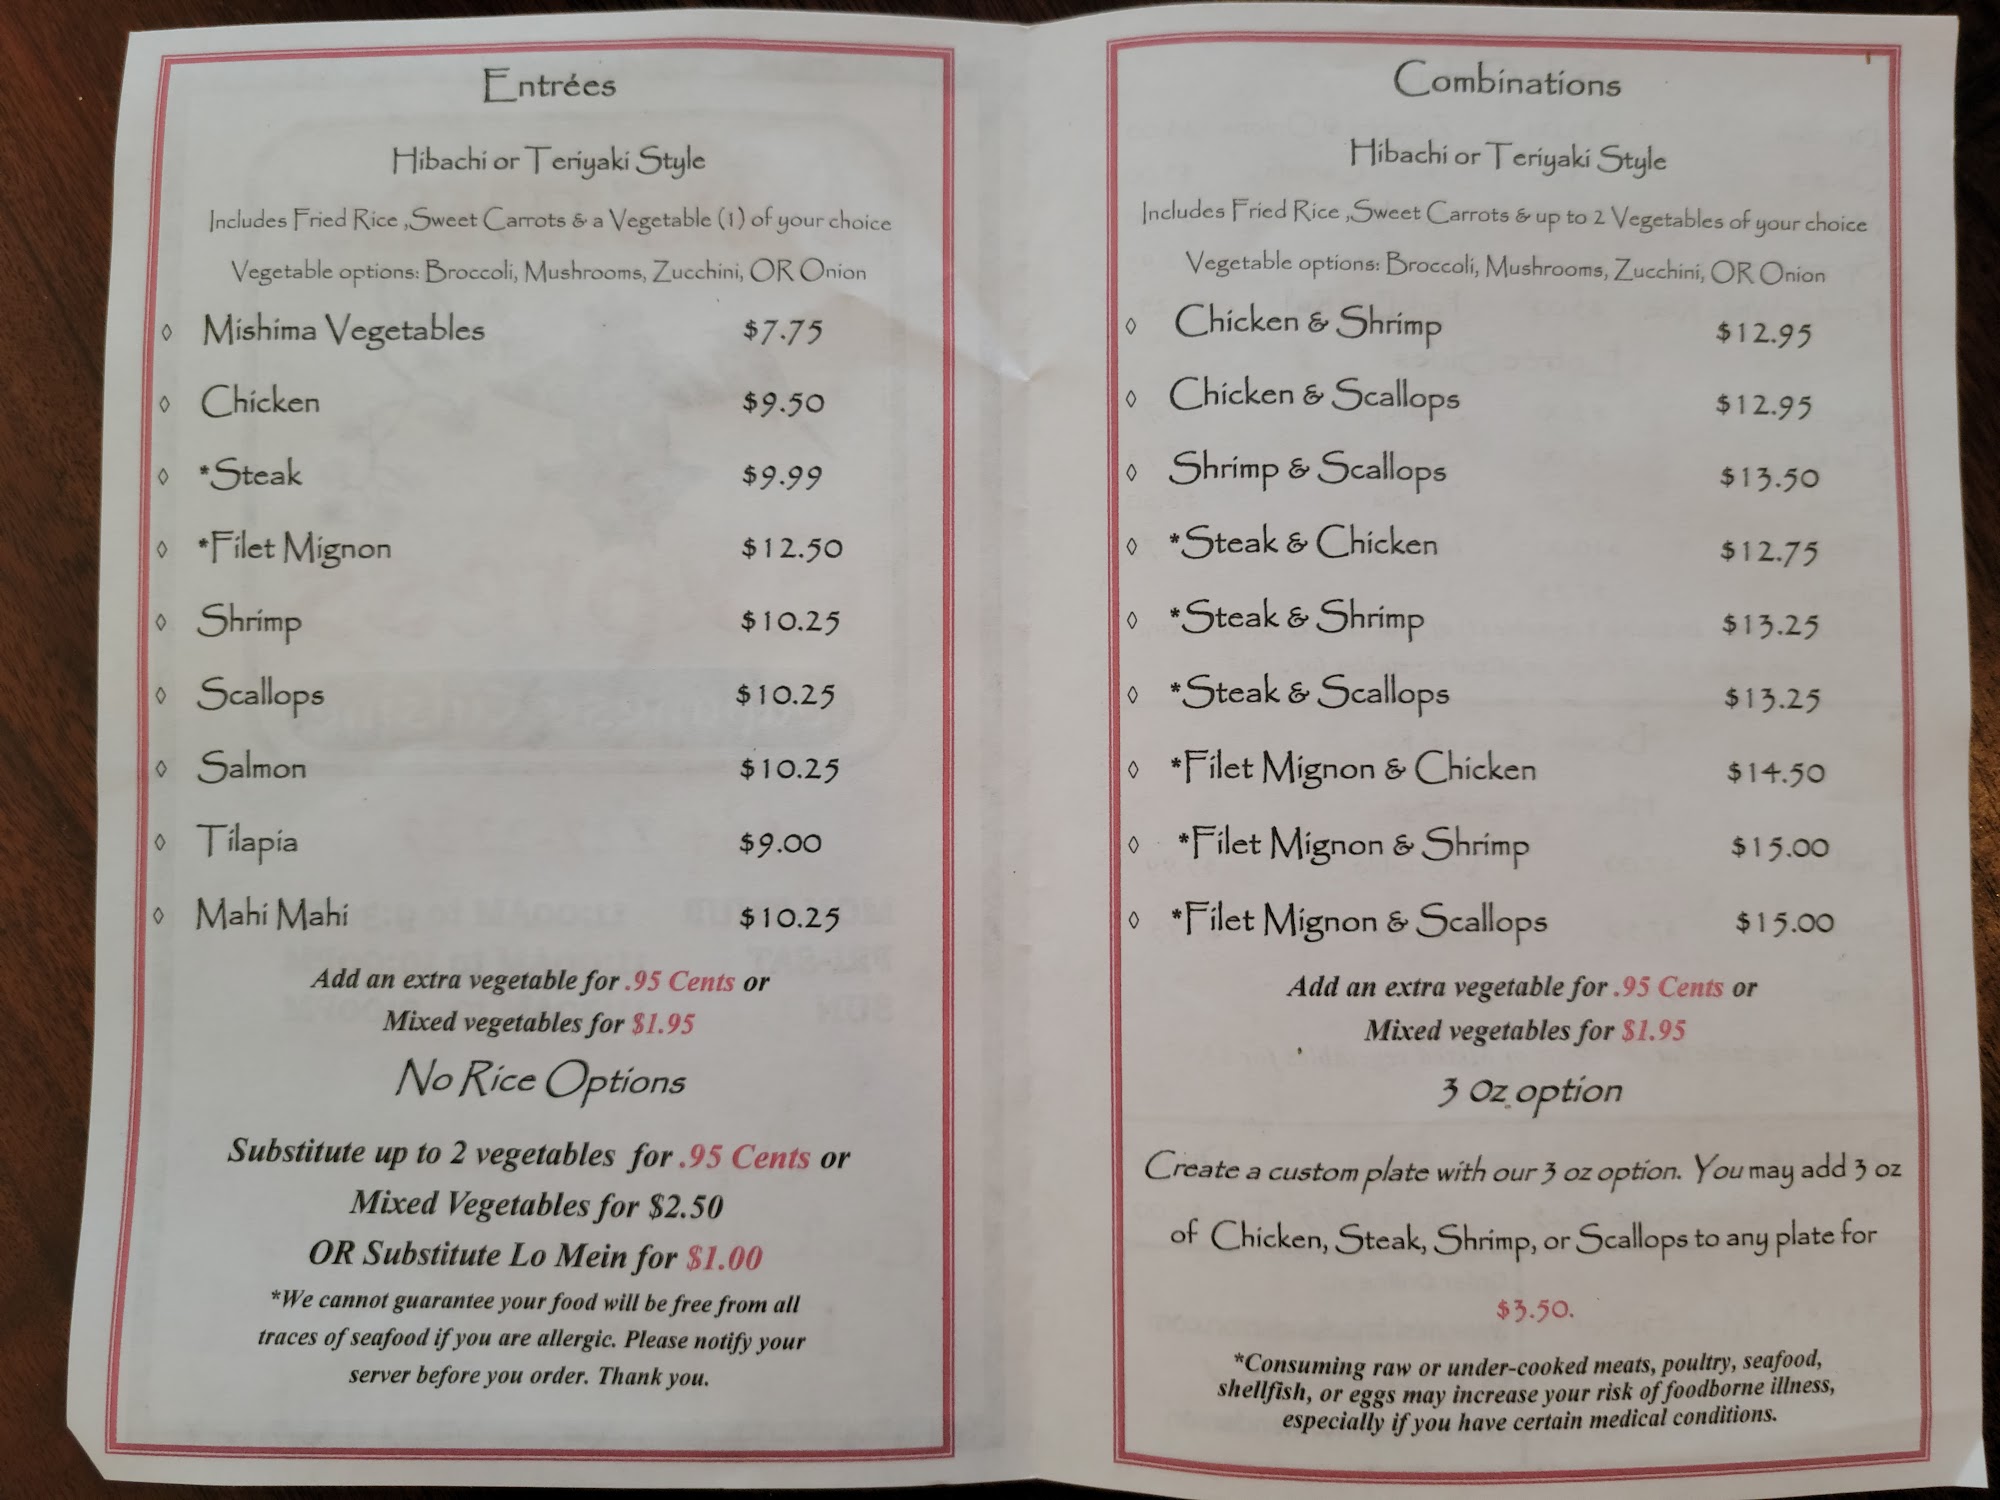 Entrées
Hibachi or Teriyaki Style
Includes Fried Rice ,Sweet Carrots & a Vegetable (1) of your choice
Vegetable options: Broccoli, Mushrooms, Zucchini, OR Onion
◊ Mishima Vegetables $7.75
◊ Chicken $9.50
◊ *Steak $9.99
◊ *Filet Mignon $12.50
◊ Shrimp $10.25
◊ Scallops $10.25
◊ Salmon $10.25
◊ Tilapia $9.00
◊ Mahi Mahi $10.25
Add an extra vegetable for .95 Cents or
Mixed vegetables for $1.95
No Rice Options
Substitute up to 2 vegetables for .95 Cents or
Mixed Vegetables for $2.50
OR Substitute Lo Mein for $1.00
*We cannot guarantee your food will be free from all
traces of seafood if you are allergic. Please notify your
server before you order. Thank you.
Combinations
Hibachi or Teriyaki Style
Includes Fried Rice ,Sweet Carrots & up to 2 Vegetables of your choice
Vegetable options: Broccoli, Mushrooms, Zucchini, OR Onion
◊ Chicken & Shrimp $12.95
◊ Chicken & Scallops $12.95
◊ Shrimp & Scallops $13.50
◊ *Steak & Chicken $12.75
◊ *Steak & Shrimp $13.25
◊ *Steak & Scallops $13.25
◊ *Filet Mignon & Chicken $14.50
◊ *Filet Mignon & Shrimp $15.00
◊ *Filet Mignon & Scallops $15.00
Add an extra vegetable for .95 Cents or
Mixed vegetables for $1.95
3 Oz option
Create a custom plate with our 3 oz option. You may add 3 oz
of Chicken, Steak, Shrimp, or Scallops to any plate for
$3.50.
*Consuming raw or under-cooked meats, poultry, seafood,
shellfish, or eggs may increase your risk of foodborne illness,
especially if you have certain medical conditions.